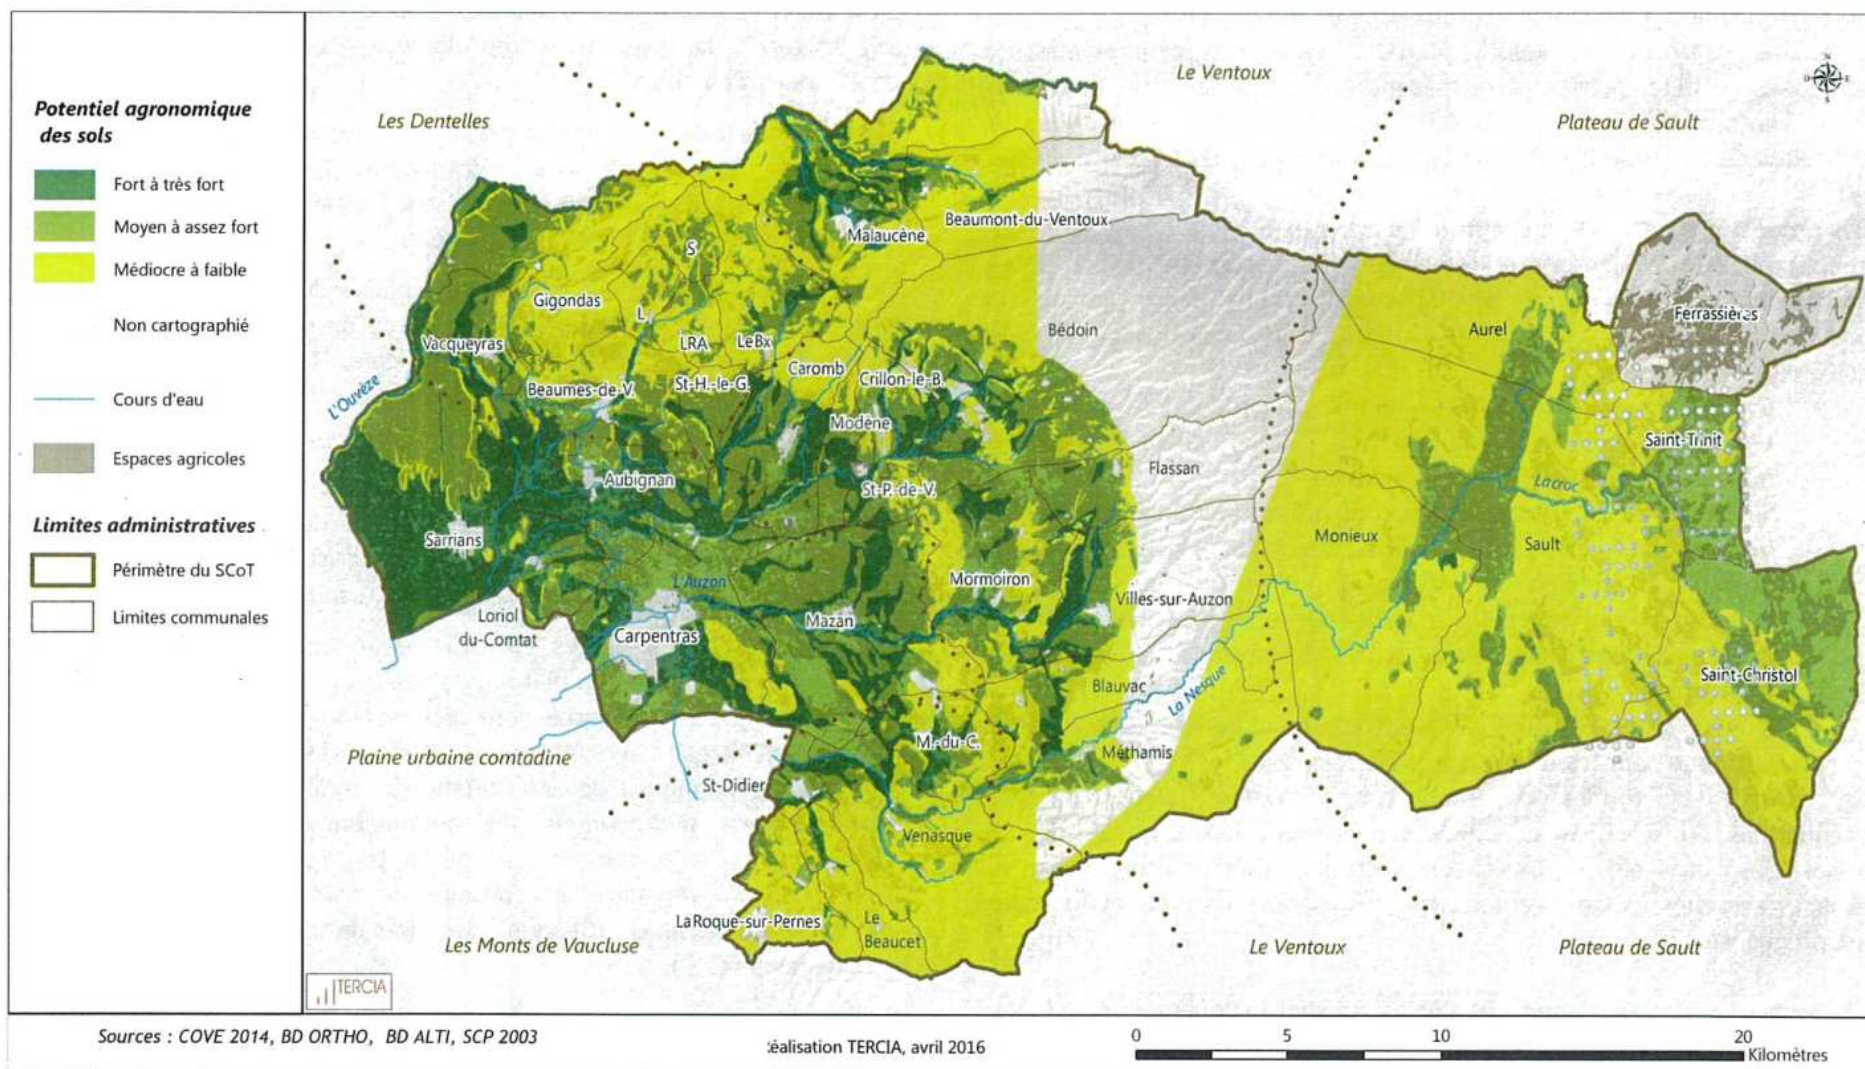 Potentiel agronomique
des sols
Fort à très fort
Moyen à assez fort
Médiocre à faible
Non cartographié
Cours d'eau
Espaces agricoles
Limites administratives
Périmètre du SCoT
Limites communales
Les Dentelles
Le Ventoux
Plateau de Sault
N
O
E
S
Beaumont-du-Ventoux
Malaucène
S
Gigondas
L.
Vacqueyras
LRA
LeBx
Bédoin
Aurel
Ferrassières
Caromb
Crillon-le-B.
St-H.-le-G.
Beaumes-de-V.
L'Ouvèze
Modène
Saint-Trinit
Flassan
Aubignan
St-P.-de-V.
Lacroc
Sarrians
Monieux
Sault
L'Auzon
Mormoiron
Villes-sur-Auzon
Loriol
du-Comtat
Carpentras
Mazan
Blauvac
La Nesque
Saint-Christol
M.-du-C.
Méthamis
Plaine urbaine comtadine
St-Didier
Venasque
LaRoque-sur-Pernes
Le
Beaucet
Les Monts de Vaucluse
Le Ventoux
Plateau de Sault
TERCIA
Sources : COVE 2014, BD ORTHO, BD ALTI, SCP 2003
éalisation TERCIA, avril 2016
0 5 10 20
Kilomètres